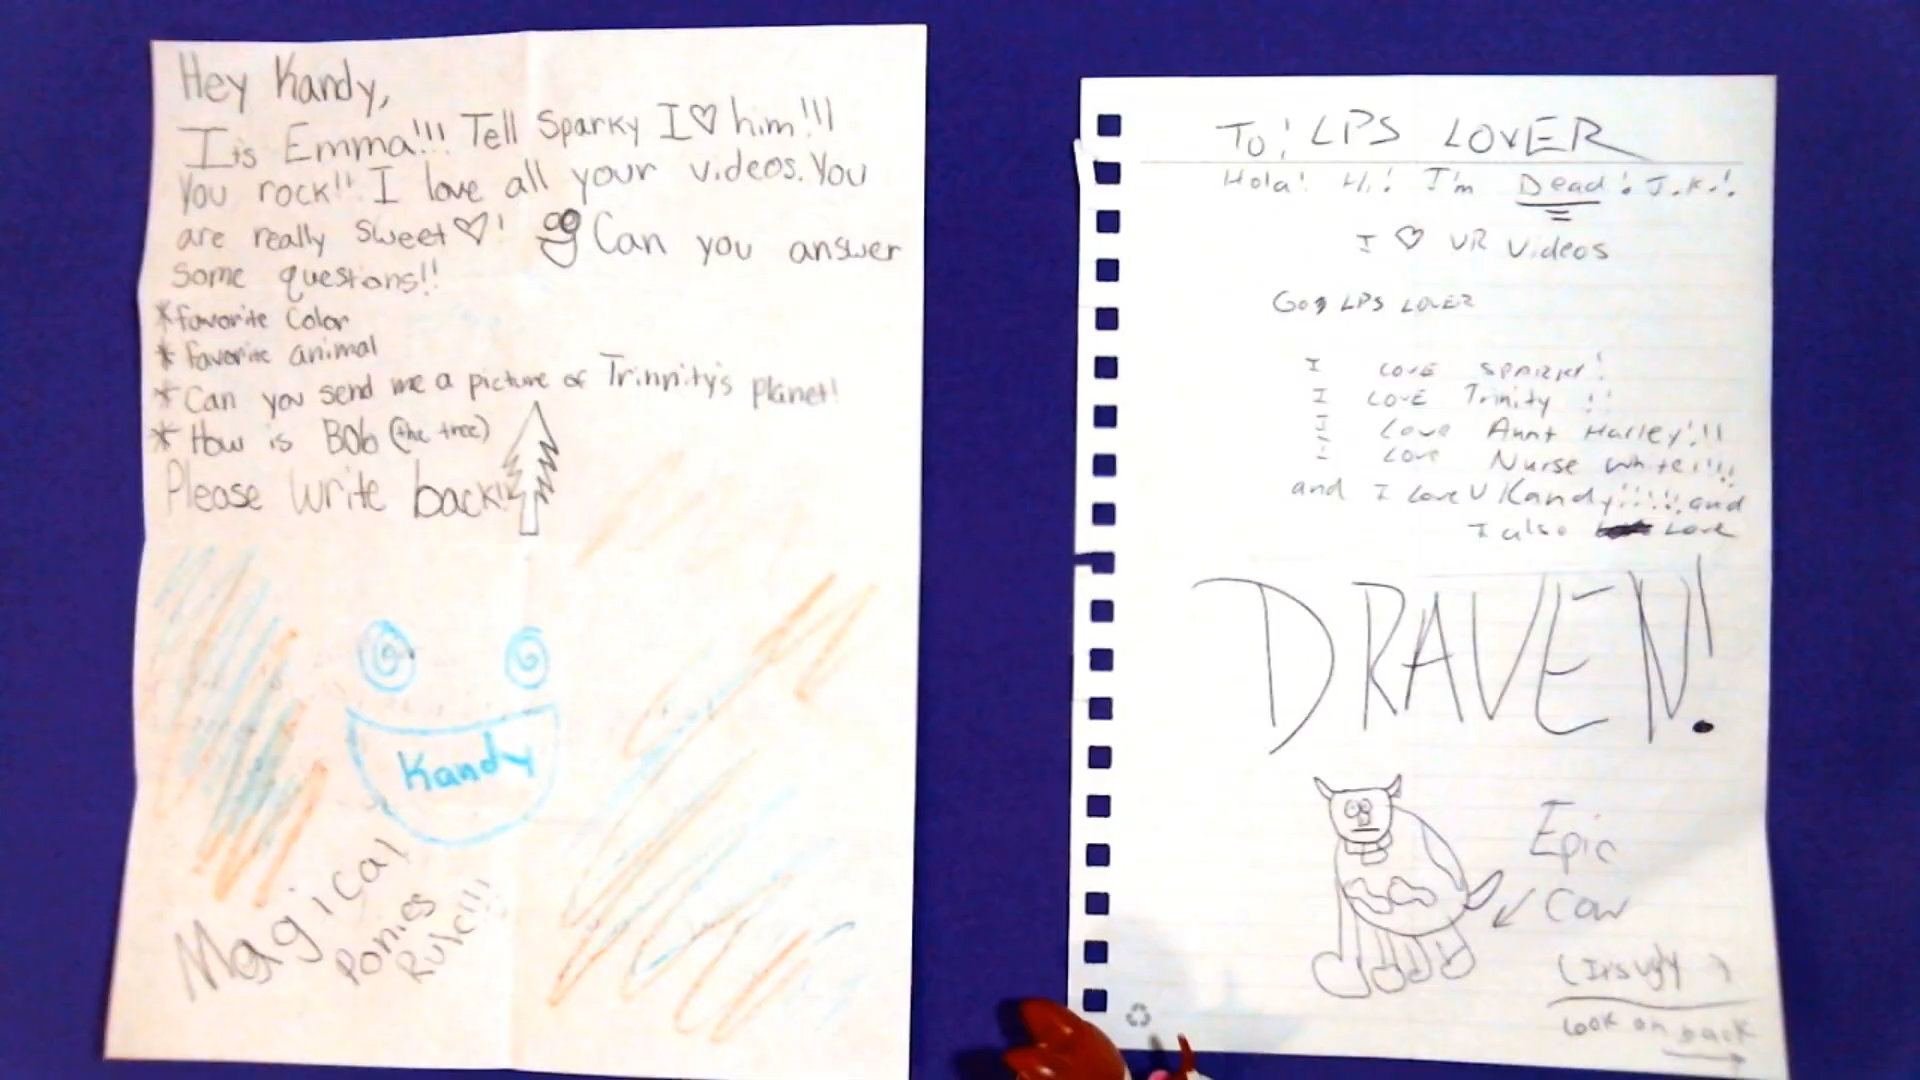 Hey Kandy,
I is Emma!!! Tell Sparky I ♡ him!!!
You rock!! I love all your videos. You
are really sweet ♡! Can you answer
some questions!!
* favorite Color
* favorite animal
* Can you send me a picture of Trinnity's planet!
* How is BOb (the tree)
Please write back!!
Kandy
Magical
Ponies
Rule!!!
To: LPS LOVER
Hola! Hi! I'm Dead! J.K.!
I ♡ UR Videos
Go LPS LOVER
I LOVE Sparky!
I LOVE Trinity !!
I Love Aunt Harley!!!
I Love Nurse White!!!!
and I Love U Kandy!!!!! and
I also Love
DRAVEN!
Epic
Cow
(It's ugly)
Look on back